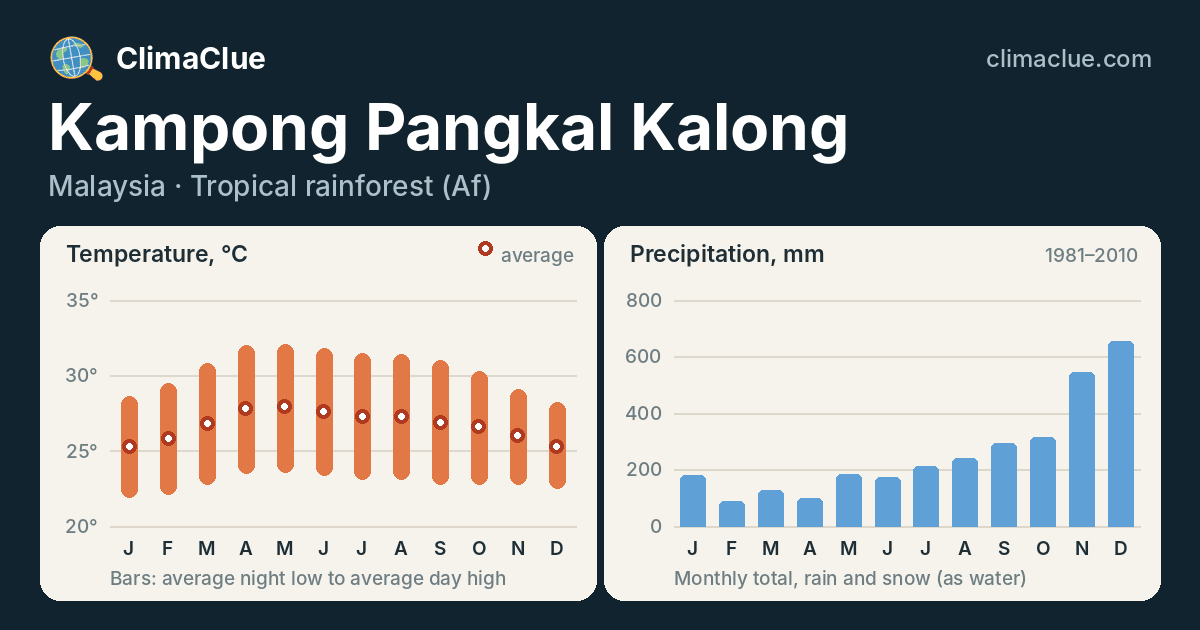 ClimaClue
climaclue.com
Kampong Pangkal Kalong
Malaysia · Tropical rainforest (Af)
Temperature, °C
average
35°
30°
25°
20°
J F M A M J J A S O N D
Bars: average night low to average day high
Precipitation, mm
1981–2010
800
600
400
200
0
J F M A M J J A S O N D
Monthly total, rain and snow (as water)